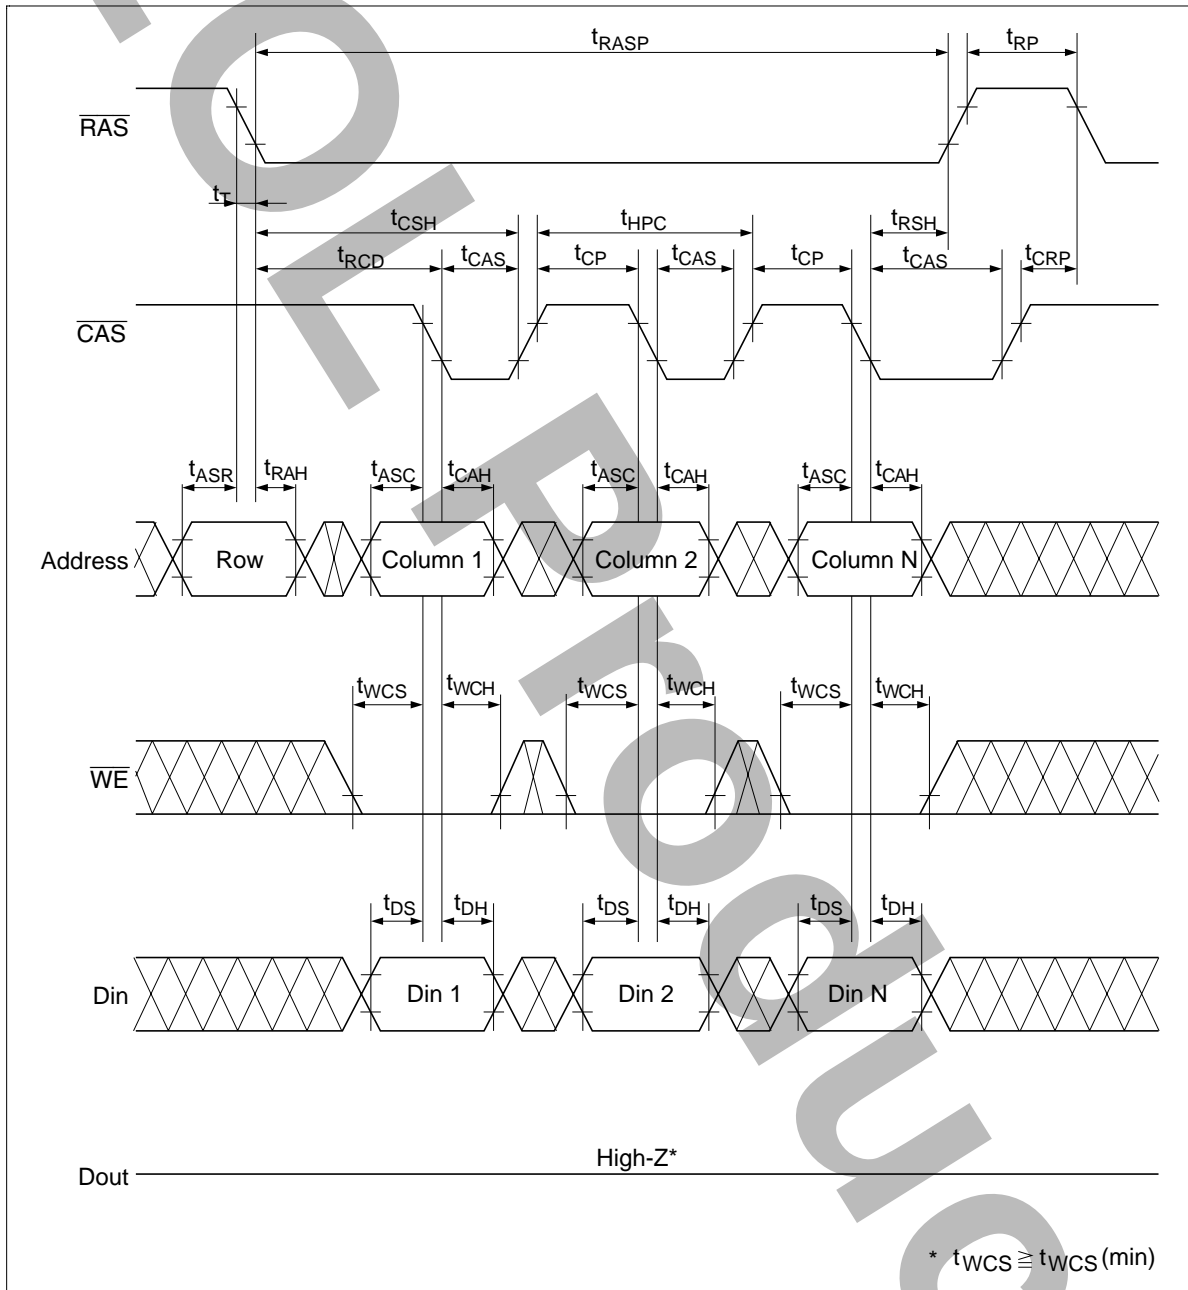 tRASP tRP
RAS
tT
tCSH tHPC tRSH
tRCD tCAS tCP tCAS tCP tCAS tCRP
CAS
tASR tRAH tASC tCAH tASC tCAH tASC tCAH
Address Row Column 1 Column 2 Column N
tWCS tWCH tWCS tWCH tWCS tWCH
WE
tDS tDH tDS tDH tDS tDH
Din Din 1 Din 2 Din N
High-Z*
Dout
* tWCS ≧ tWCS (min)
OL Produc